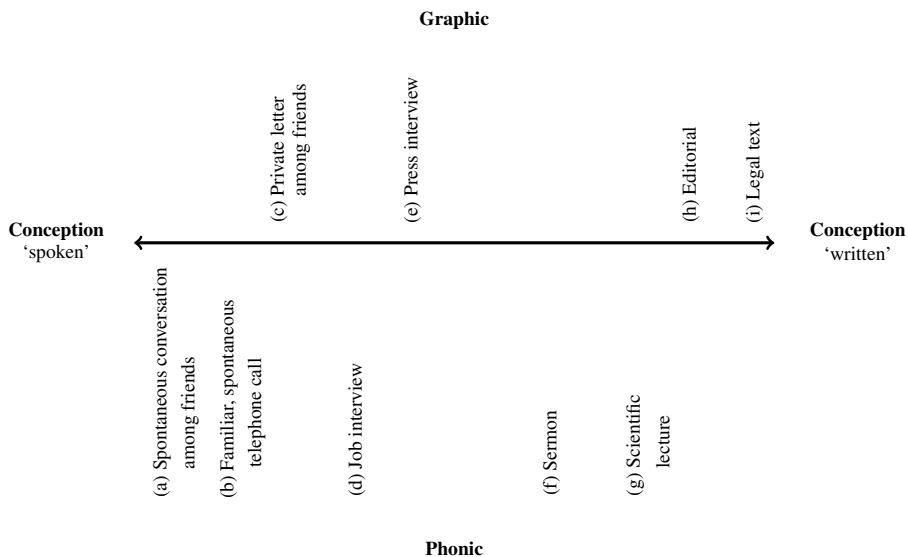 Graphic
(c) Private letter
among friends
(e) Press interview
(h) Editorial
(i) Legal text
Conception
‘spoken’
Conception
‘written’
(a) Spontaneous conversation
among friends
(b) Familiar, spontaneous
telephone call
(d) Job interview
(f) Sermon
(g) Scientific
lecture
Phonic